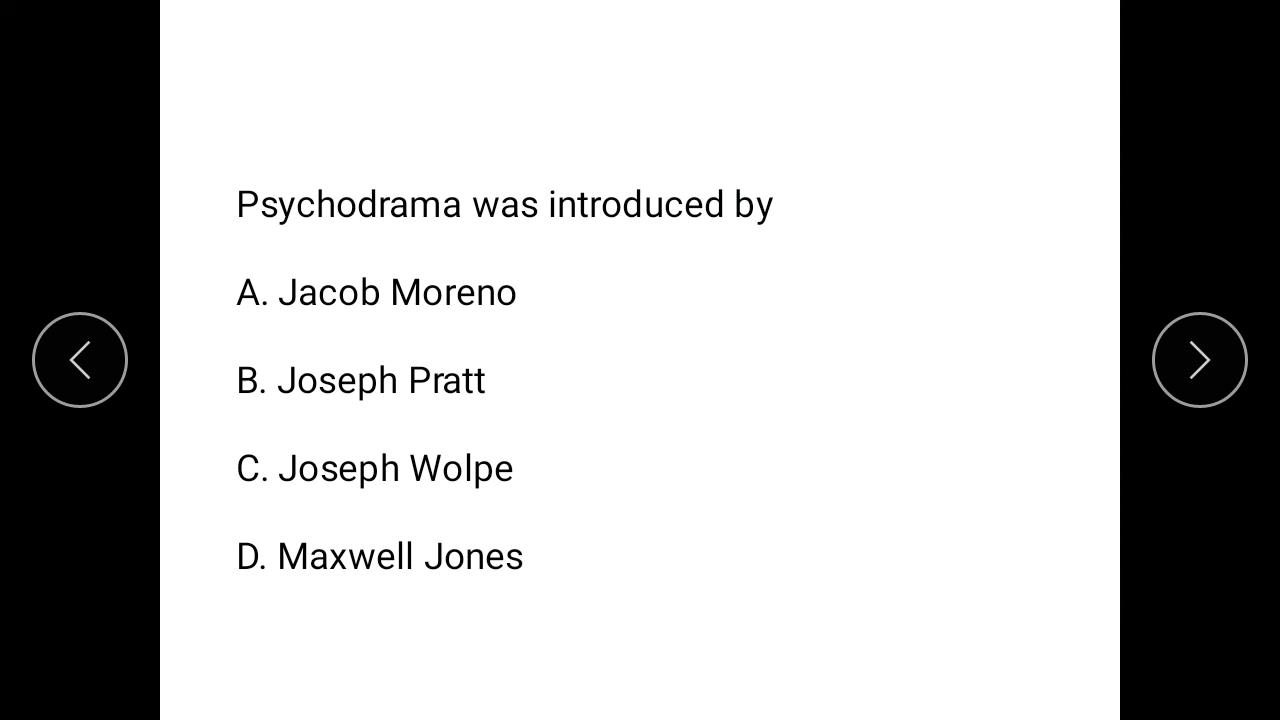 Psychodrama was introduced by
A. Jacob Moreno
B. Joseph Pratt
C. Joseph Wolpe
D. Maxwell Jones